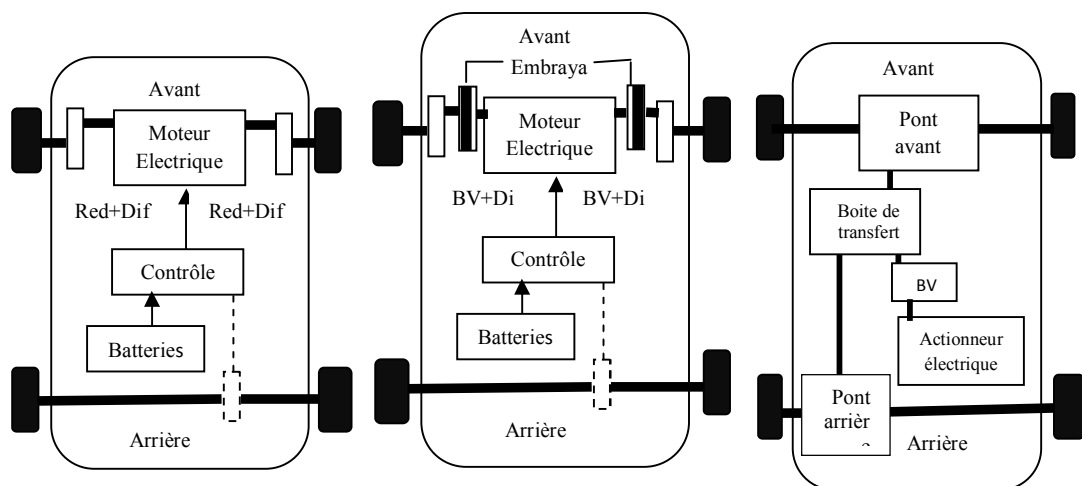 Avant
Moteur
Electrique
Red+Dif
Red+Dif
Contrôle
Batteries
Arrière
Avant
Embraya
Moteur
Electrique
BV+Di
BV+Di
Contrôle
Batteries
Arrière
Avant
Pont
avant
Boite de
transfert
BV
Actionneur
électrique
Pont
arrièr
Arrière